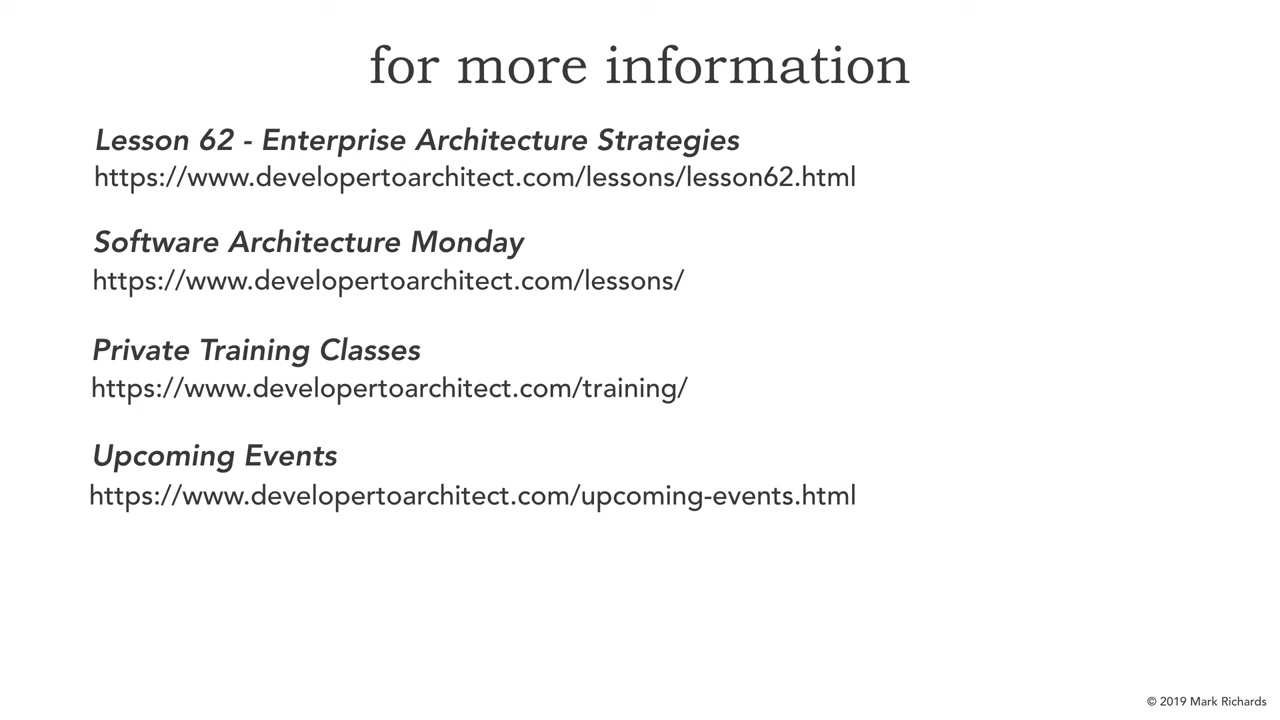 for more information
Lesson 62 - Enterprise Architecture Strategies
https://www.developertoarchitect.com/lessons/lesson62.html
Software Architecture Monday
https://www.developertoarchitect.com/lessons/
Private Training Classes
https://www.developertoarchitect.com/training/
Upcoming Events
https://www.developertoarchitect.com/upcoming-events.html
© 2019 Mark Richards